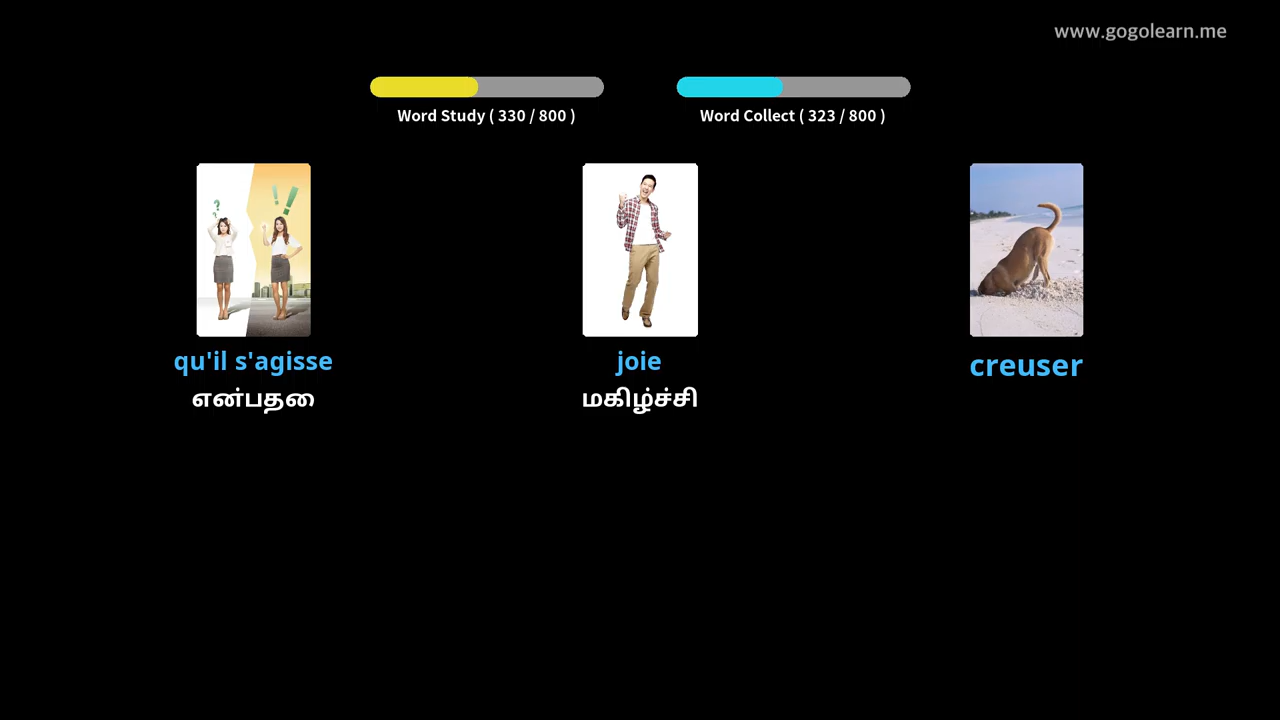 www.gogolearn.me
Word Study ( 330 / 800 )
Word Collect ( 323 / 800 )
qu'il s'agisse
joie
creuser
என்பதை
மகிழ்ச்சி